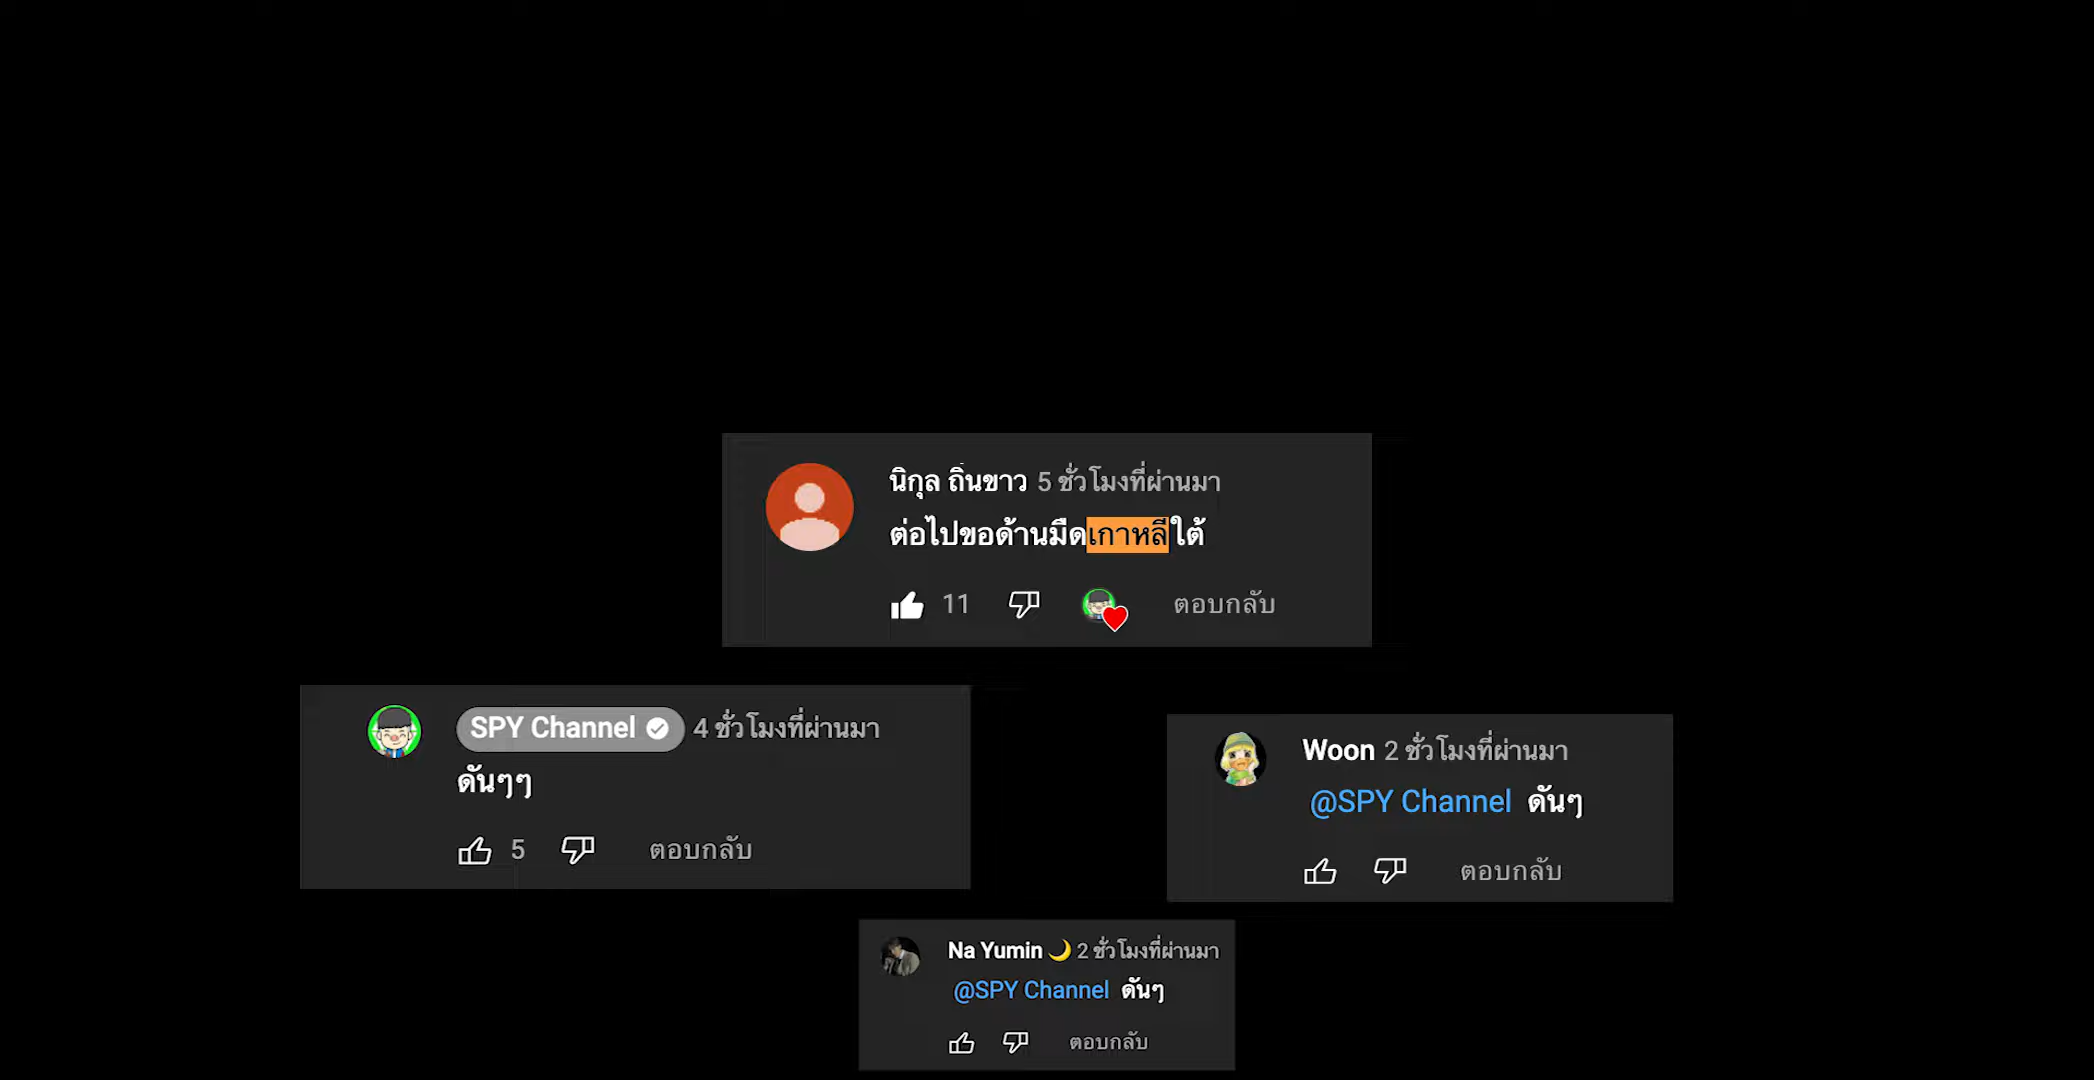 นิกุล ถิ่นขาว 5 ชั่วโมงที่ผ่านมา
ต่อไปขอด้านมืดเกาหลีใต้
11 ตอบกลับ
SPY Channel 4 ชั่วโมงที่ผ่านมา
ดันๆๆ
5 ตอบกลับ
Woon 2 ชั่วโมงที่ผ่านมา
@SPY Channel ดันๆ
ตอบกลับ
Na Yumin🌙 2 ชั่วโมงที่ผ่านมา
@SPY Channel ดันๆ
ตอบกลับ